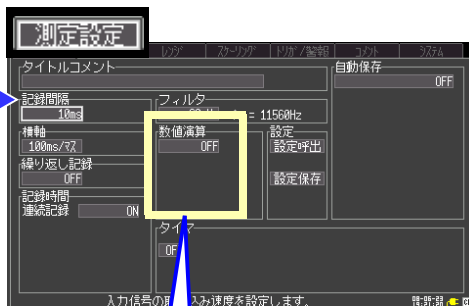 測定設定
ﾚﾝｼﾞ ｽｹｰﾘﾝｸﾞ ﾄﾘｶﾞ/警報 ｺﾒﾝﾄ ｼｽﾃﾑ
タイトルコメント
自動保存
OFF
記録間隔
10ms
フィルタ
= 11560Hz
横軸
100ms/ﾏｽ
数値演算
OFF
設定
設定呼出
設定保存
繰り返し記録
OFF
記録時間
連続記録 ON
タイマ
入力信号の 込み速度を設定します。